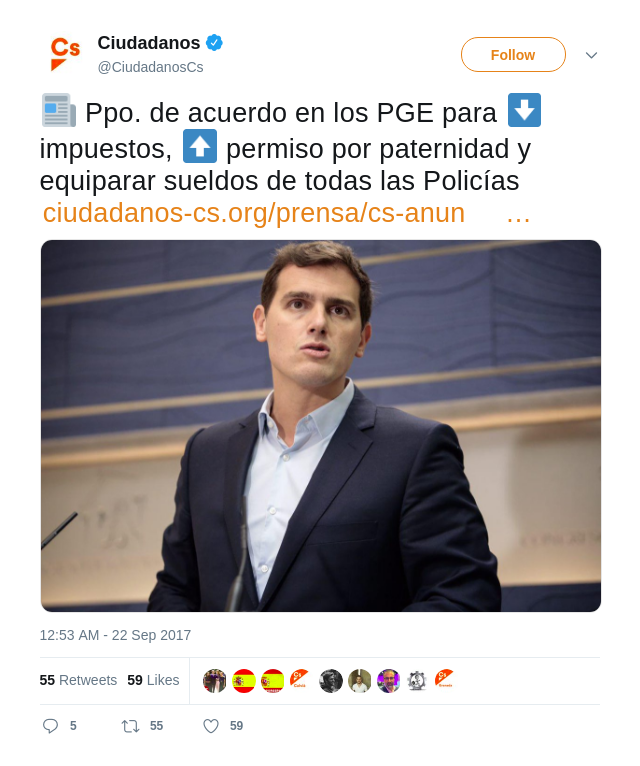 Cs
Ciudadanos
@CiudadanosCs
Follow
Ppo. de acuerdo en los PGE para
impuestos, permiso por paternidad y
equiparar sueldos de todas las Policías
ciudadanos-cs.org/prensa/cs-anun …
12:53 AM - 22 Sep 2017
55 Retweets 59 Likes
5 55 59